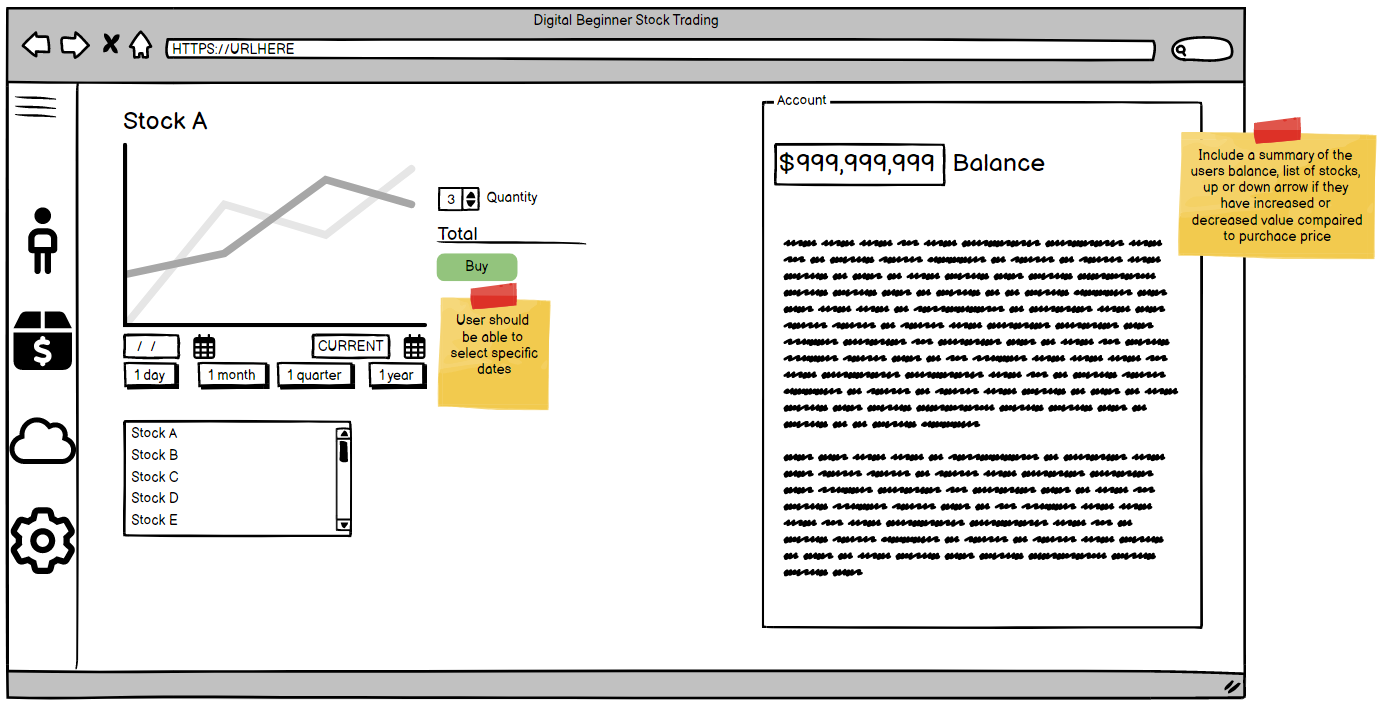 Digital Beginner Stock Trading
HTTPS://URLHERE
Stock A
3
Quantity
Total
Buy
User should
be able to
select specific
dates
/ /
CURRENT
1 day
1 month
1 quarter
1 year
Stock A
Stock B
Stock C
Stock D
Stock E
Account
$999,999,999
Balance
Include a summary of the
users balance, list of stocks,
up or down arrow if they
have increased or
decreased value compaired
to purchace price
$